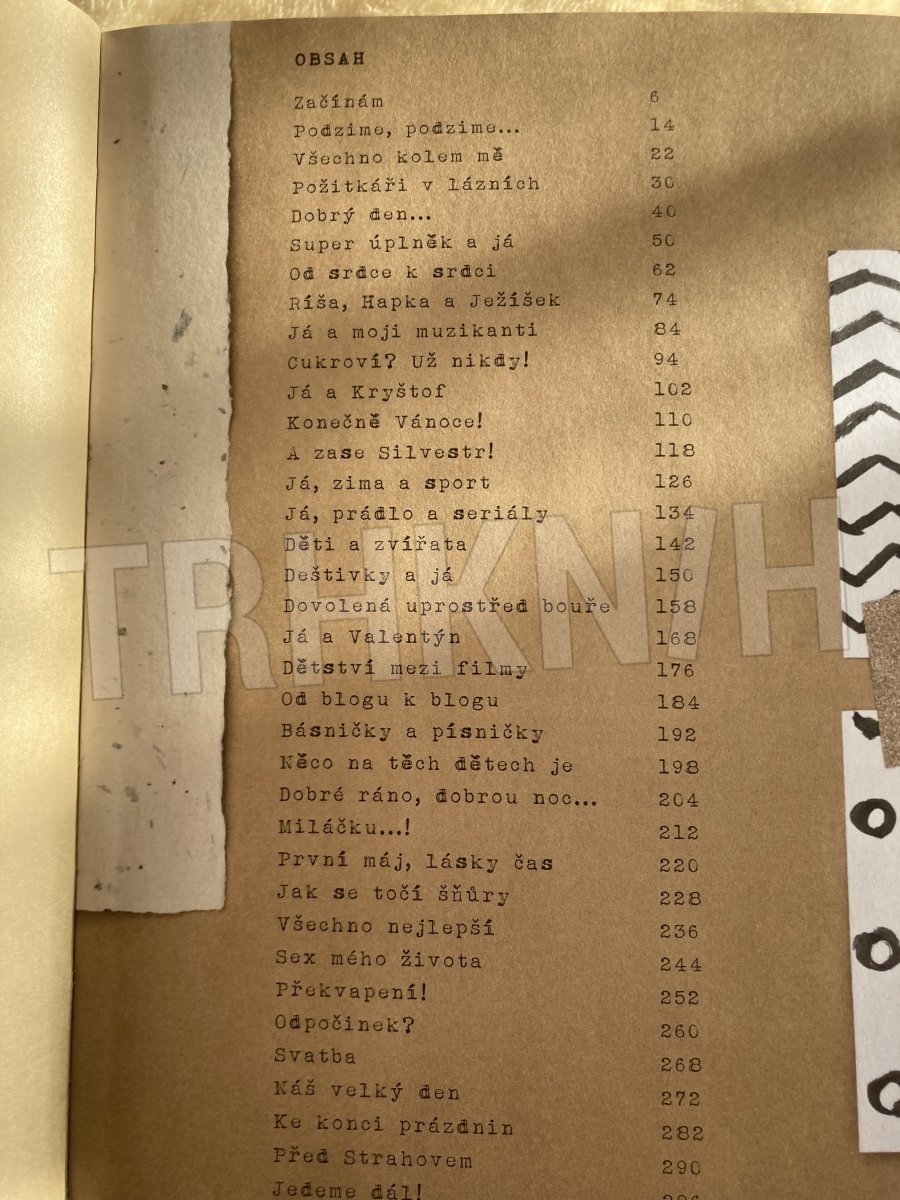 OBSAH
Začínám 6
Podzime, podzime... 14
Všechno kolem mě 22
Požitkáři v lázních 30
Dobrý den... 40
Super úplněk a já 50
Od srdce k srdci 62
Ríša, Hapka a Ježíšek 74
Já a moji muzikanti 84
Cukroví? Už nikdy! 94
Já a Kryštof 102
Konečně Vánoce! 110
A zase Silvestr! 118
Já, zima a sport 126
Já, prádlo a seriály 134
Děti a zvířata 142
Deštivky a já 150
Dovolená uprostřed bouře 158
Já a Valentýn 168
Dětství mezi filmy 176
Od blogu k blogu 184
Básničky a písničky 192
Něco na těch dětech je 198
Dobré ráno, dobrou noc... 204
Miláčku...! 212
První máj, lásky čas 220
Jak se točí šňůry 228
Všechno nejlepší 236
Sex mého života 244
Překvapení! 252
Odpočinek? 260
Svatba 268
Náš velký den 272
Ke konci prázdnin 282
Před Strahovem 290
Jedeme dál!
TRHKNIH